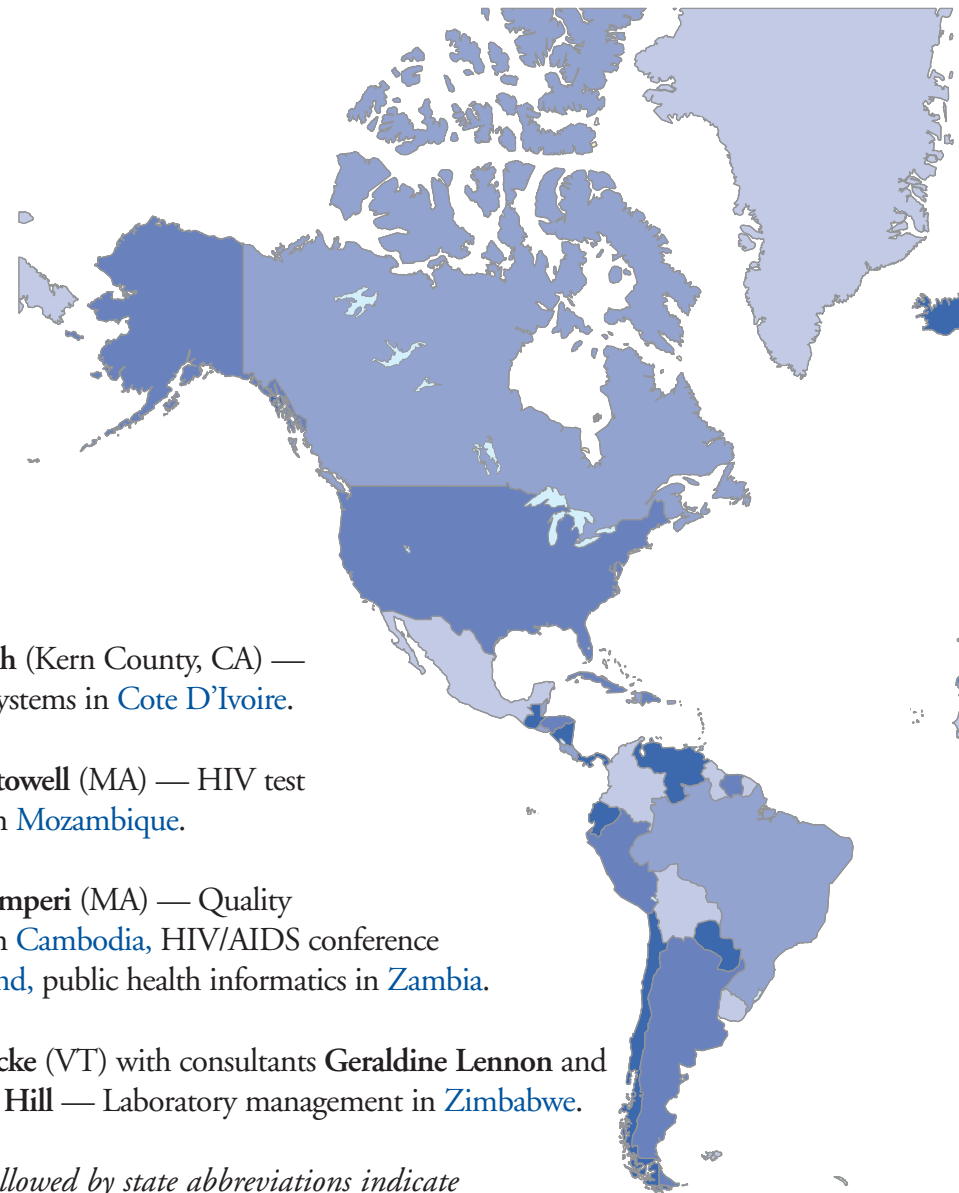 h (Kern County, CA) —
ystems in Cote D’Ivoire.
towell (MA) — HIV test
n Mozambique.
mperi (MA) — Quality
n Cambodia, HIV/AIDS conference
nd, public health informatics in Zambia.
cke (VT) with consultants Geraldine Lennon and
Hill — Laboratory management in Zimbabwe.
llowed by state abbreviations indicate